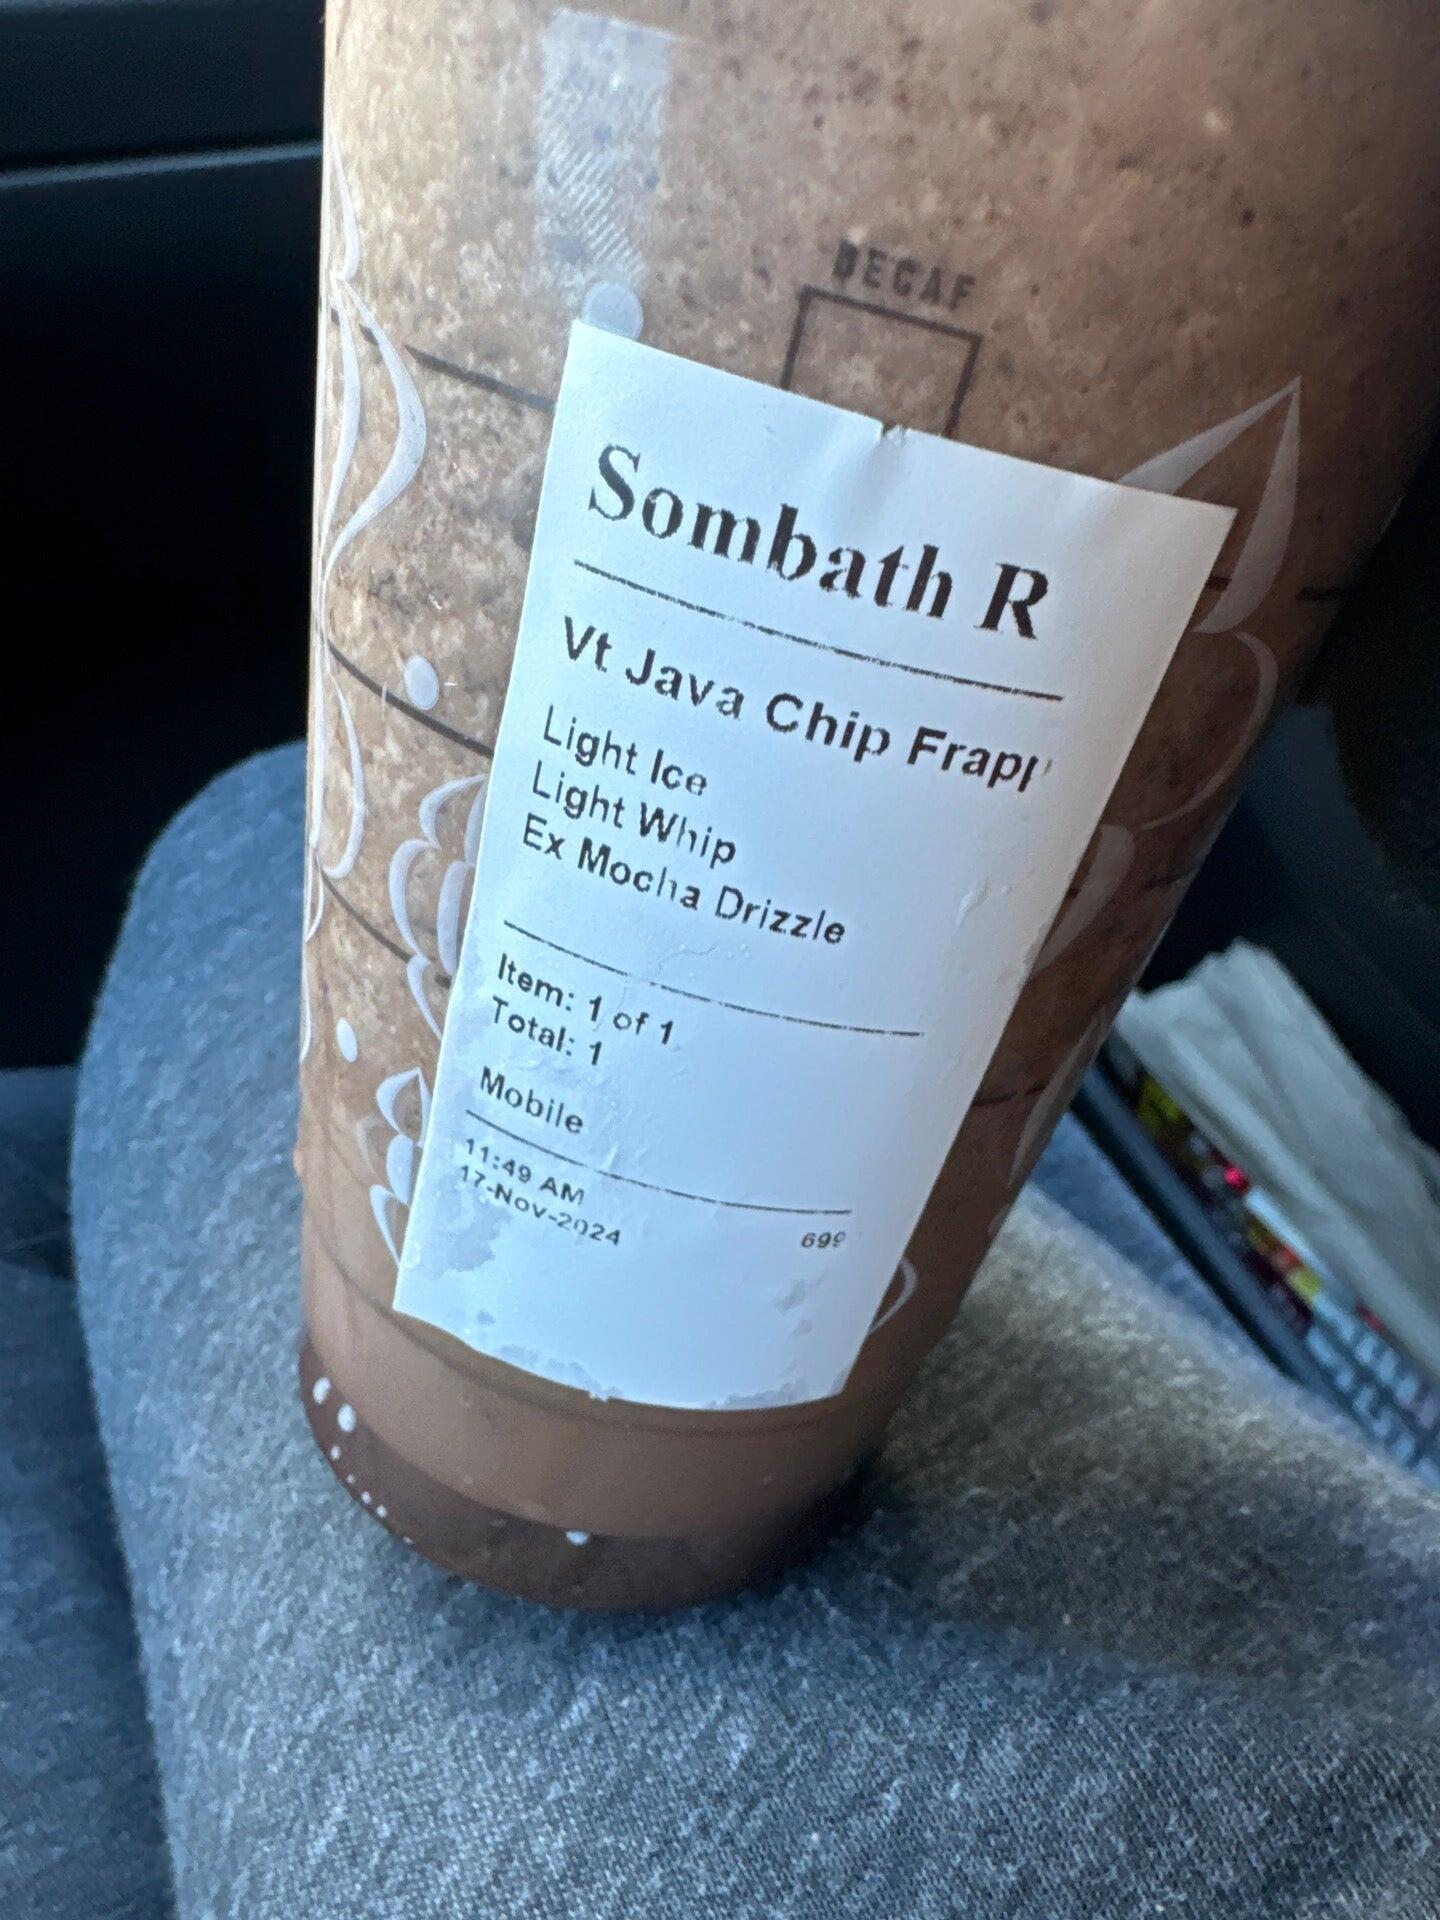 DECAF
Sombath R
Vt Java Chip Frapp
Light Ice
Light Whip
Ex Mocha Drizzle
Item: 1 of 1
Total: 1
Mobile
11:49 AM
17-Nov-2024
699